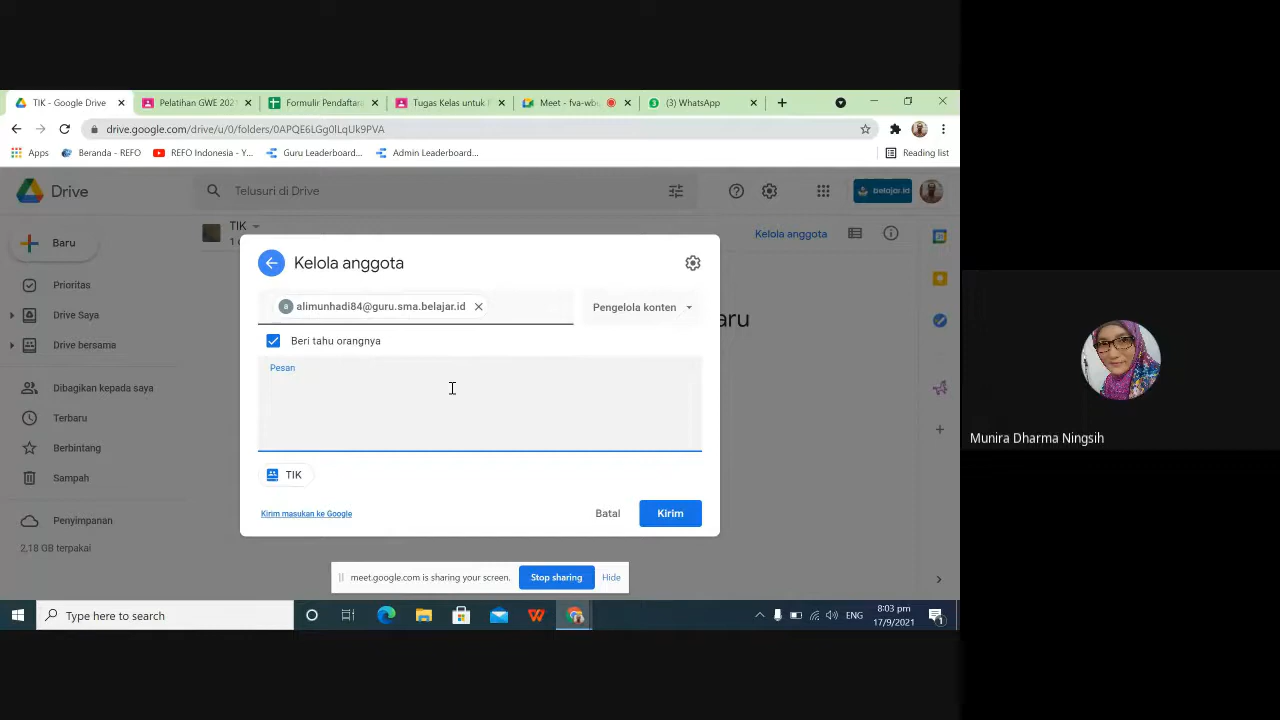 TIK - Google Drive
Pelatihan GWE 202
Formulir Pendafta
Tugas Kelas untuk
Meet - fva-wb
(3) WhatsApp
drive.google.com/drive/u/0/folders/0APQE6LGg0lLqUk9PVA
Apps
Beranda - REFO
REFO Indonesia - Y...
Guru Leaderboard...
Admin Leaderboard...
Reading list
Drive
Telusuri di Drive
belajar.id
Baru
TIK
Kelola anggota
Prioritas
Drive Saya
Drive bersama
Dibagikan kepada saya
Terbaru
Berbintang
Sampah
Penyimpanan
2,18 GB terpakai
Kelola anggota
a alimunhadi84@guru.sma.belajar.id
Pengelola konten
aru
Beri tahu orangnya
Pesan
TIK
Kirim masukan ke Google
Batal
Kirim
meet.google.com is sharing your screen.
Stop sharing
Hide
Type here to search
ENG
8:03 pm
17/9/2021
1
Munira Dharma Ningsih